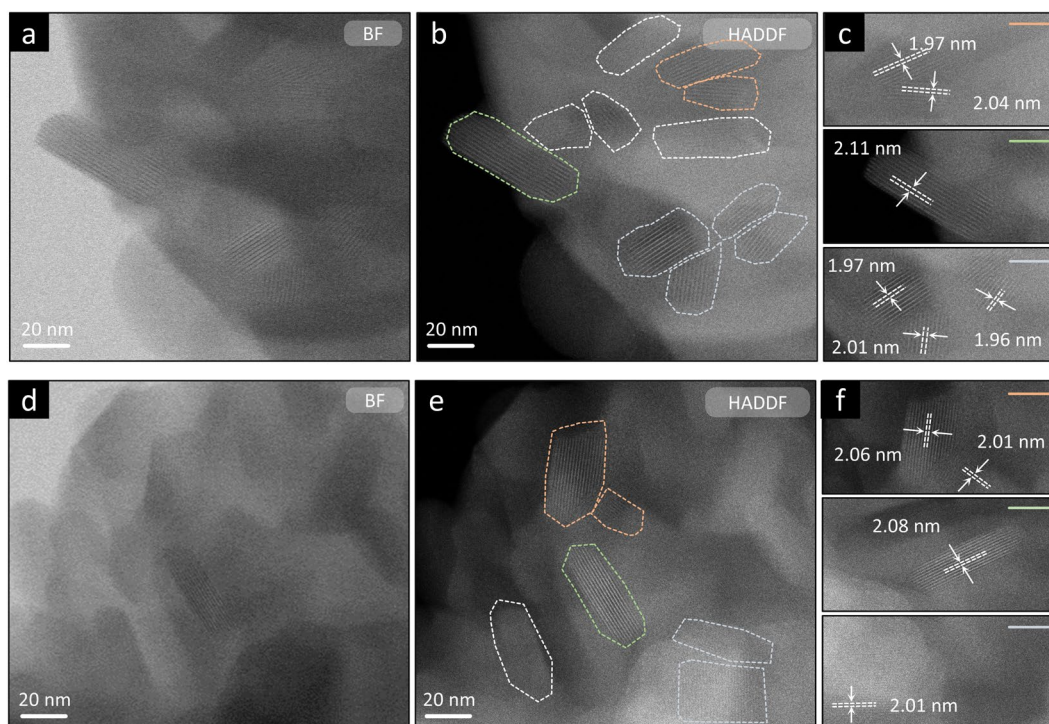 a
BF
20 nm
b
HADDF
20 nm
c
1.97 nm
2.04 nm
2.11 nm
1.97 nm
2.01 nm
1.96 nm
d
BF
20 nm
e
HADDF
20 nm
f
2.01 nm
2.06 nm
2.08 nm
2.01 nm